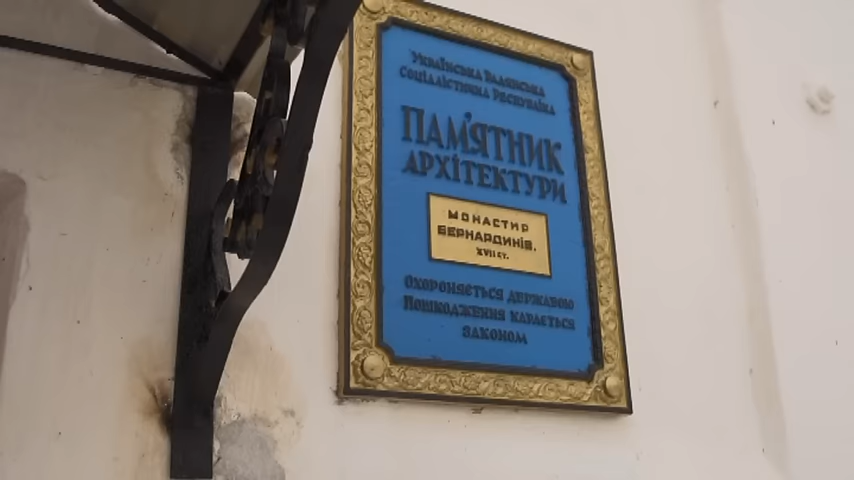 Українська Радянська
Соціалістична Республіка
ПАМ'ЯТНИК
АРХІТЕКТУРИ
МОНАСТИР
БЕРНАРДИНІВ.
XVII СТ.
Охороняється державою
Пошкодження карається
законом